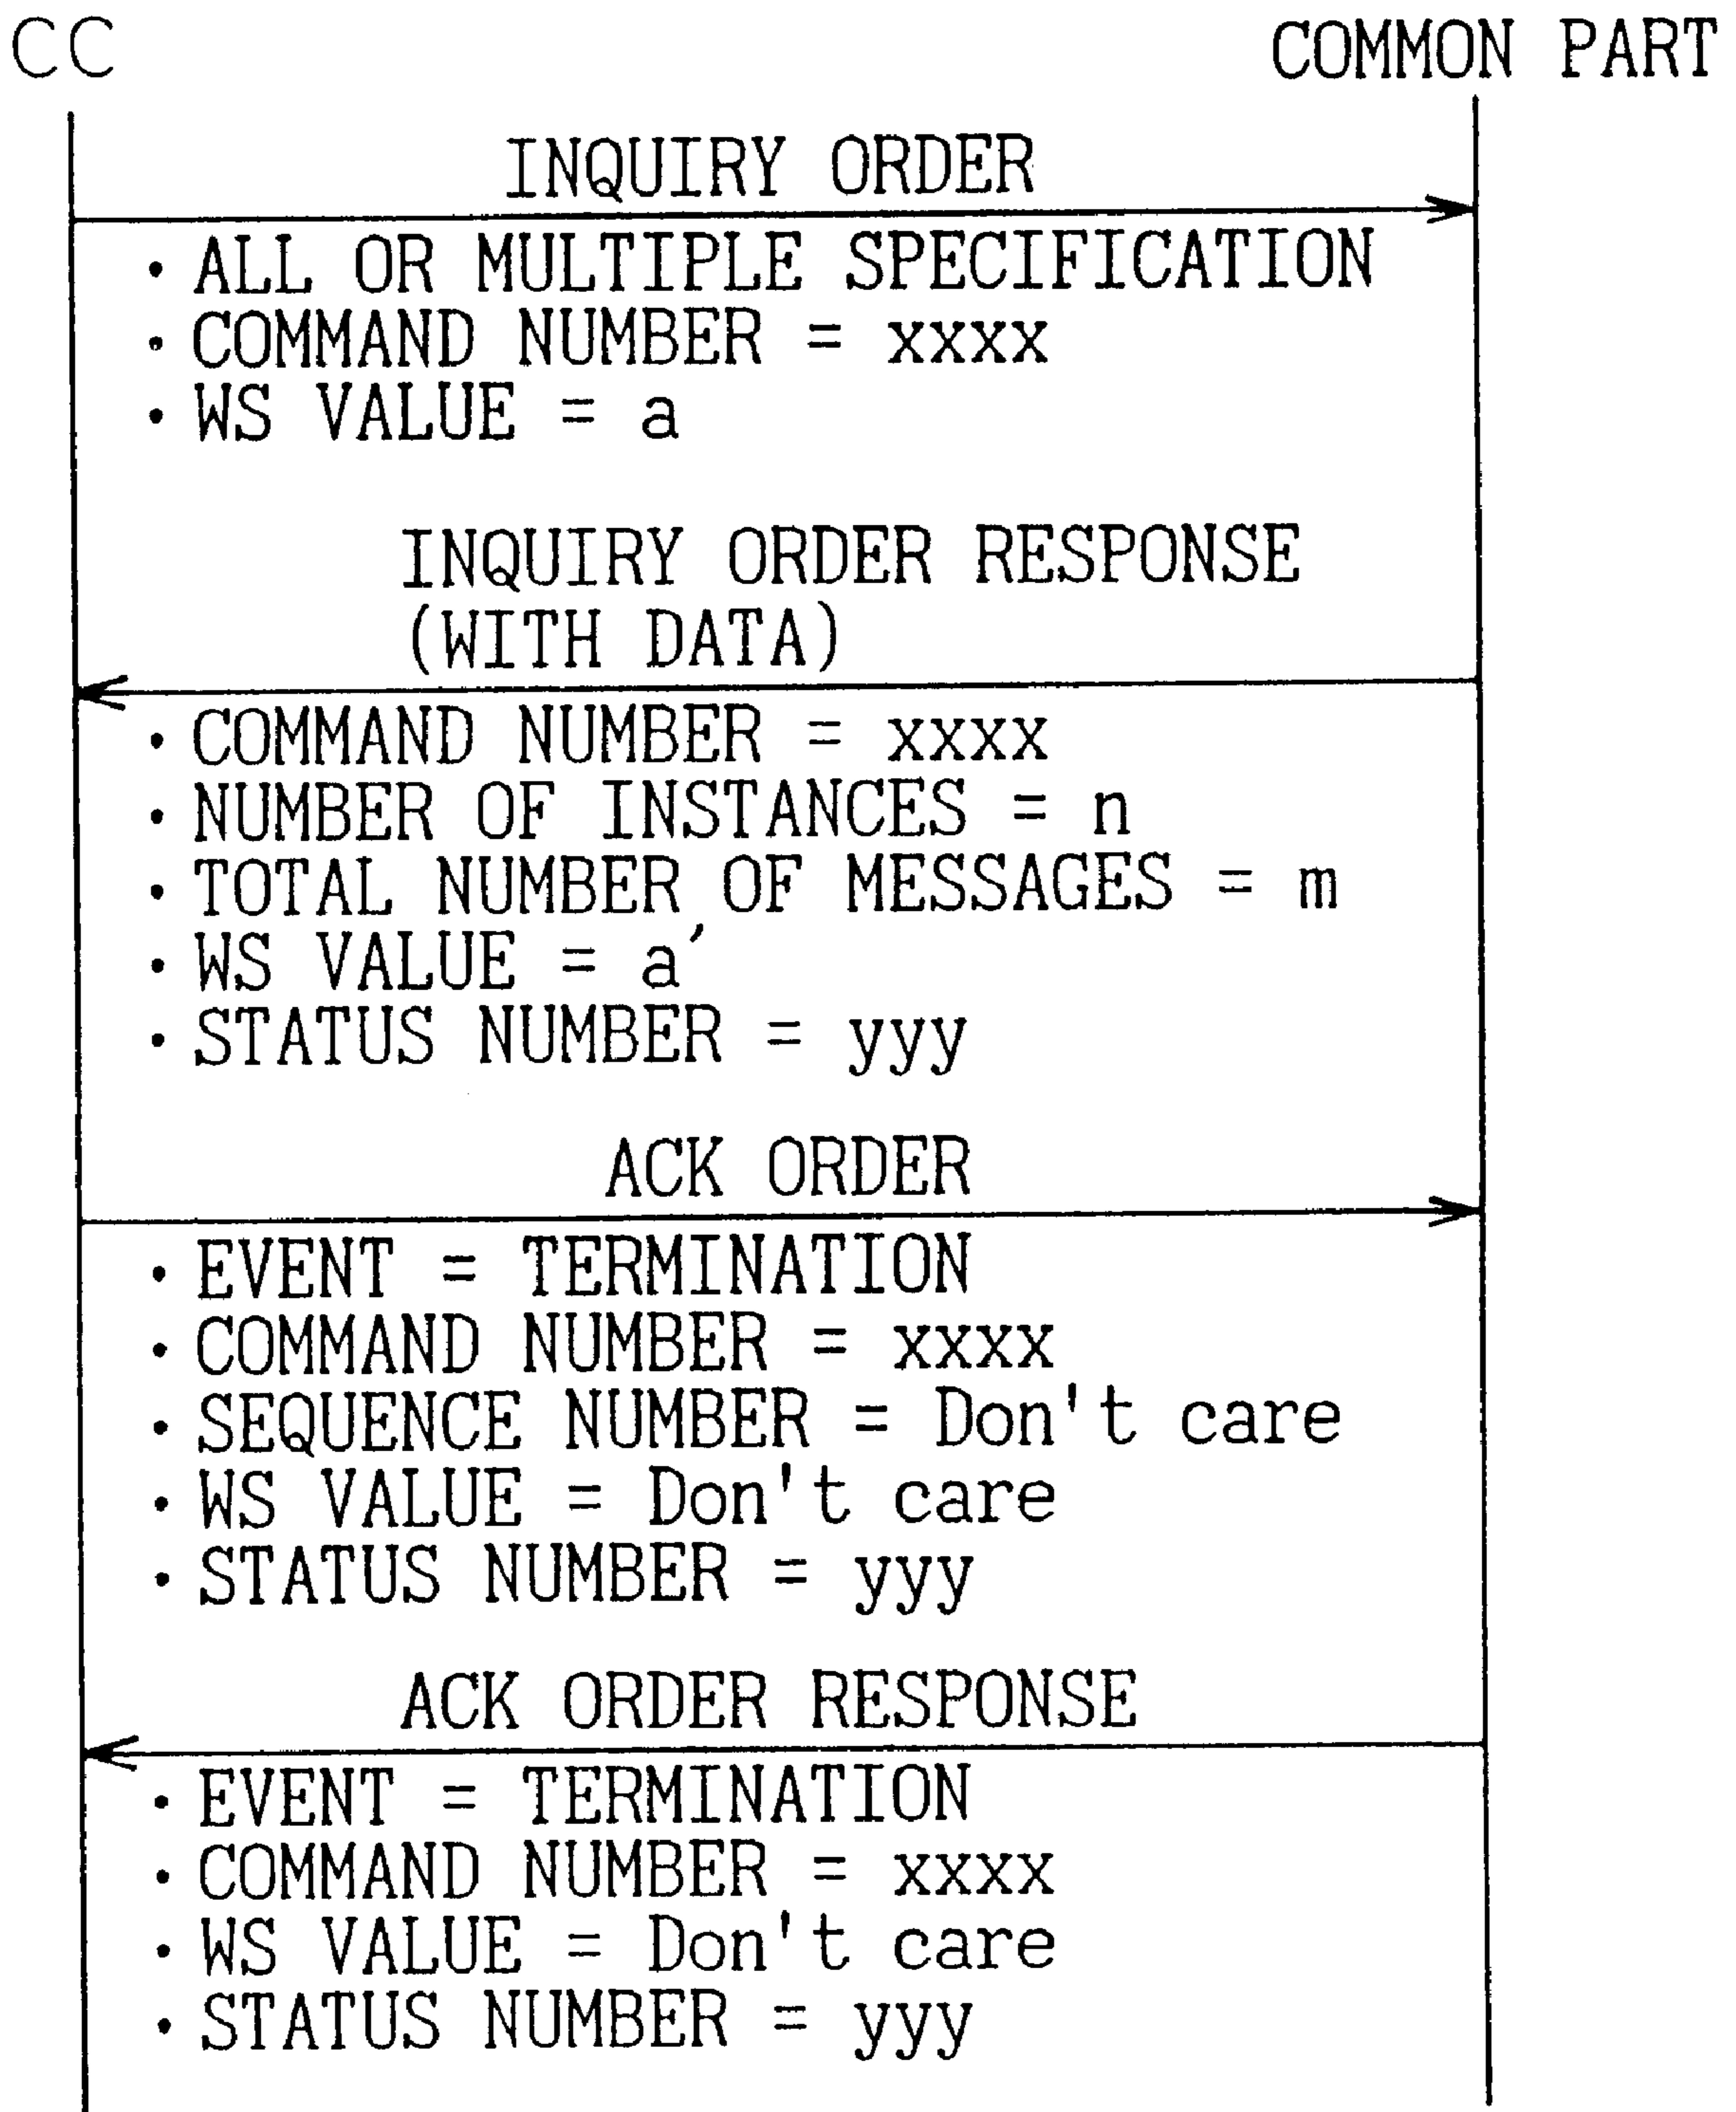 CC COMMON PART
INQUIRY ORDER
・ALL OR MULTIPLE SPECIFICATION
・COMMAND NUMBER = xxxx
・WS VALUE = a
INQUIRY ORDER RESPONSE
(WITH DATA)
・COMMAND NUMBER = xxxx
・NUMBER OF INSTANCES = n
・TOTAL NUMBER OF MESSAGES = m
・WS VALUE = a′
・STATUS NUMBER = yyy
ACK ORDER
・EVENT = TERMINATION
・COMMAND NUMBER = xxxx
・SEQUENCE NUMBER = Don't care
・WS VALUE = Don't care
・STATUS NUMBER = yyy
ACK ORDER RESPONSE
・EVENT = TERMINATION
・COMMAND NUMBER = xxxx
・WS VALUE = Don't care
・STATUS NUMBER = yyy